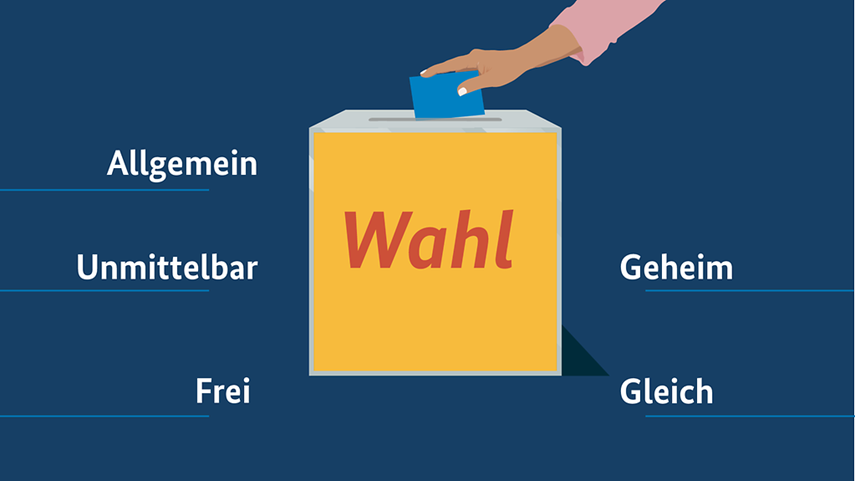 Allgemein
Wahl
Unmittelbar
Geheim
Frei
Gleich